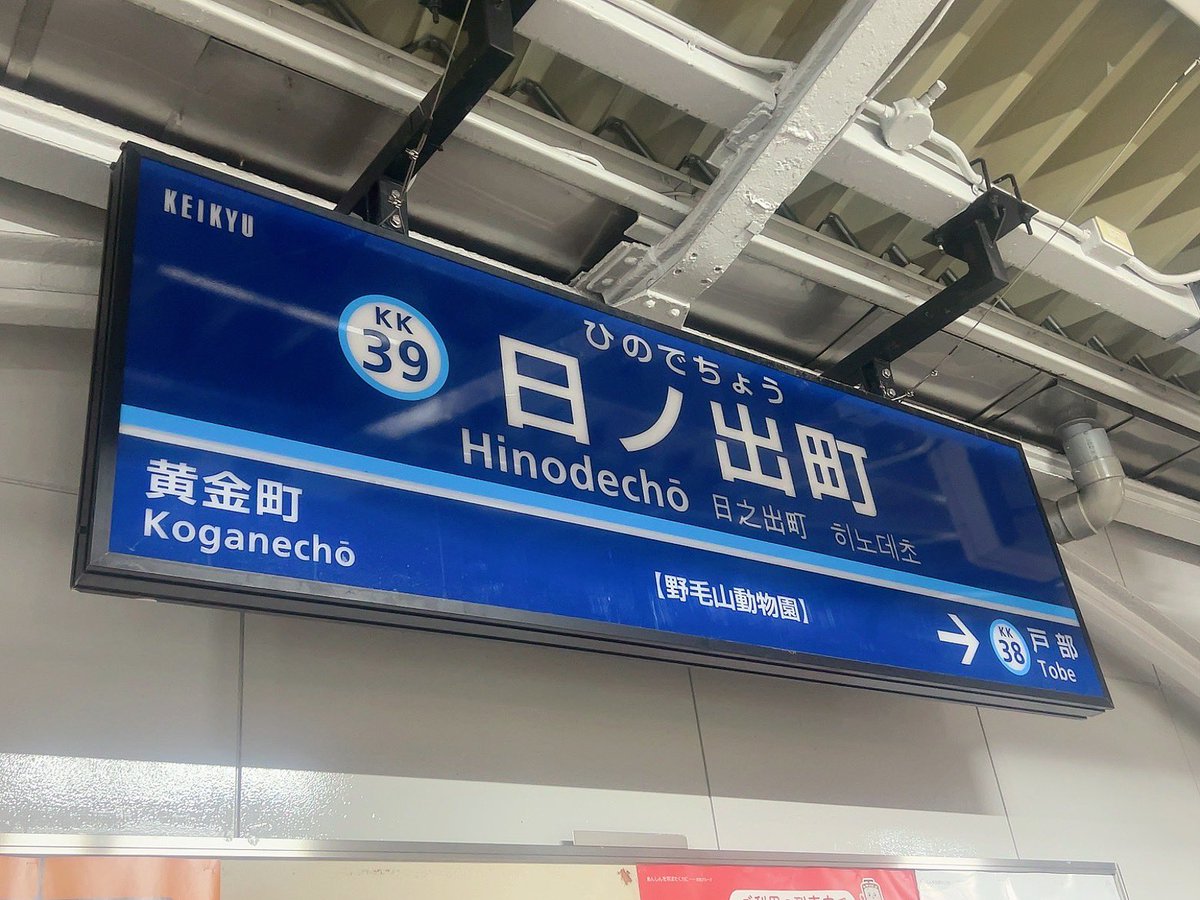 KEIKYU
KK
39
ひのでちょう
日ノ出町
Hinodechō
日之出町 히노데초
黄金町
Koganechō
【野毛山動物園】
→ KK
38
戸部
Tobe